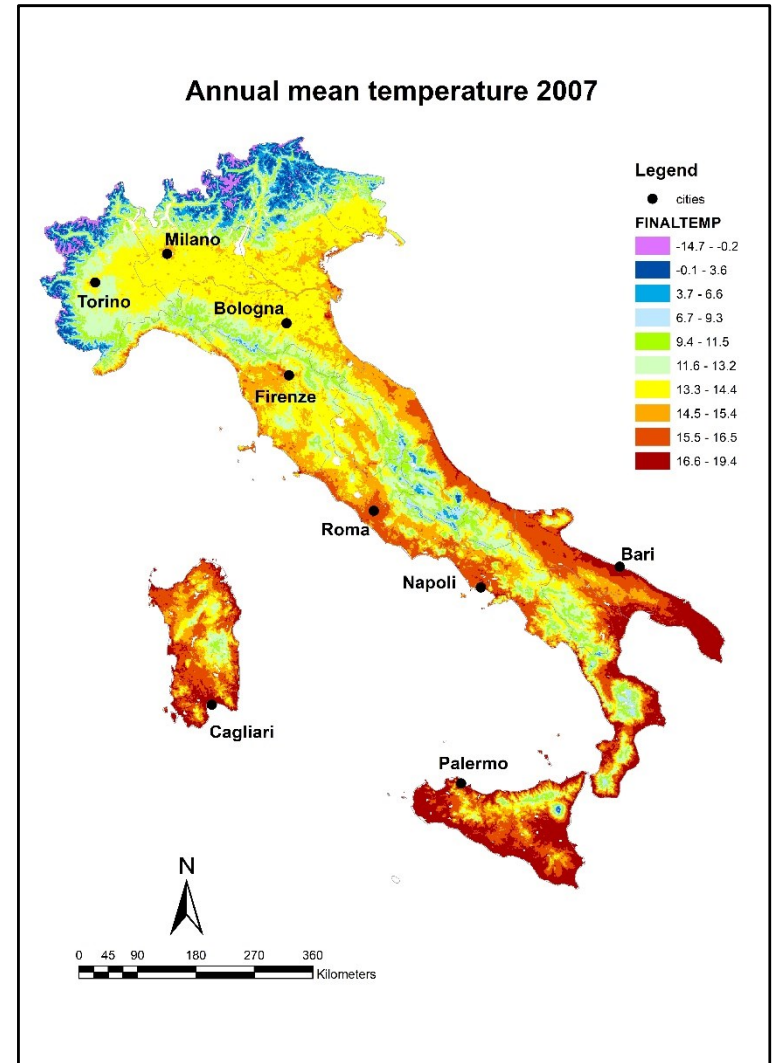 Annual mean temperature 2007
Legend
cities
FINALTEMP
-14.7 - -0.2
-0.1 - 3.6
3.7 - 6.6
6.7 - 9.3
9.4 - 11.5
11.6 - 13.2
13.3 - 14.4
14.5 - 15.4
15.5 - 16.5
16.6 - 19.4
Milano
Torino
Bologna
Firenze
Roma
Bari
Napoli
Cagliari
Palermo
N
0 45 90 180 270 360
Kilometers